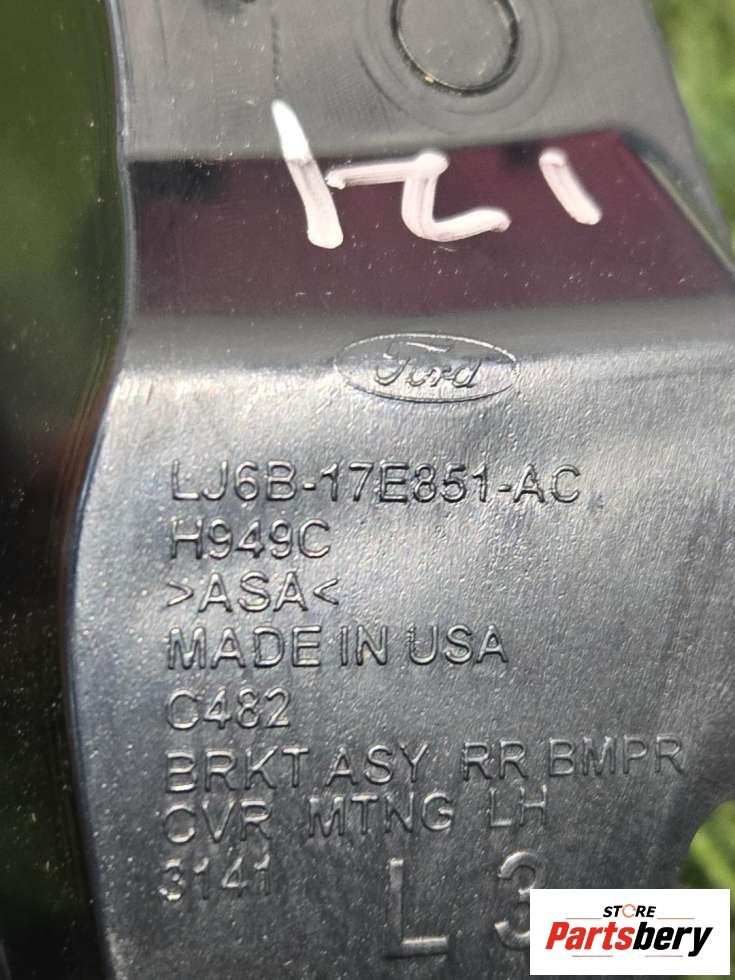 Ford
LJ6B-17E851-AC
H949C
>ASA<
MADE IN USA
C482
BRKT ASY RR BMPR
CVR MTNG LH
3141
L 3
STORE
Partsbery